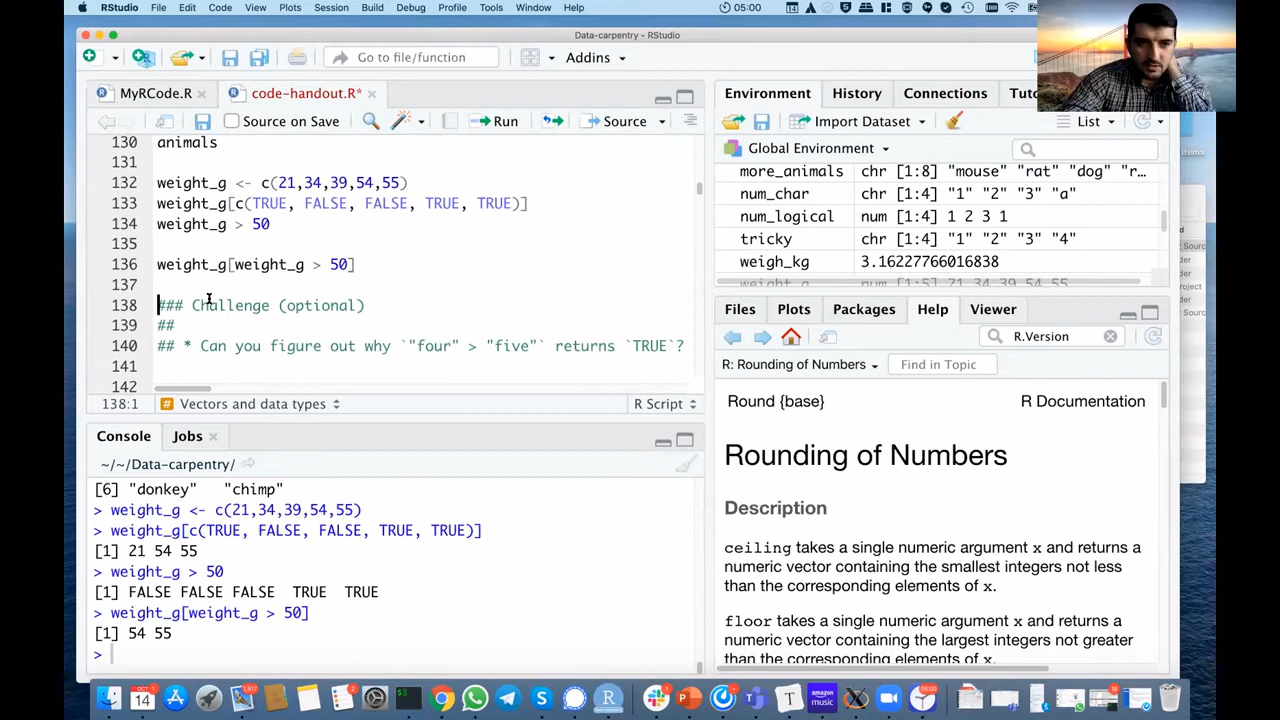 RStudio File Edit Code View Plots Session Build Debug Profile Tools Window Help 05:00
Data-carpentry - RStudio
Go to file/function Addins
MyRCode.R code-handout.R*
Source on Save Run Source
130 animals
131
132 weight_g <- c(21,34,39,54,55)
133 weight_g[c(TRUE, FALSE, FALSE, TRUE, TRUE)]
134 weight_g > 50
135
136 weight_g[weight_g > 50]
137
138 ### Challenge (optional)
139 ##
140 ## * Can you figure out why `"four" > "five"` returns `TRUE`?
141
142
138:1 # Vectors and data types R Script
Console Jobs
~/~/Data-carpentry/
[6] "donkey" "chimp"
> weight_g <- c(21,34,39,54,55)
> weight_g[c(TRUE, FALSE, FALSE, TRUE, TRUE)]
[1] 21 54 55
> weight_g > 50
[1] FALSE FALSE FALSE TRUE TRUE
> weight_g[weight_g > 50]
[1] 54 55
>
Environment History Connections Tuto
Import Dataset List
Global Environment
more_animals chr [1:8] "mouse" "rat" "dog" "r…
num_char chr [1:4] "1" "2" "3" "a"
num_logical num [1:4] 1 2 3 1
tricky chr [1:4] "1" "2" "3" "4"
weigh_kg 3.16227766016838
Files Plots Packages Help Viewer
R.Version
R: Rounding of Numbers Find in Topic
Round {base} R Documentation
Rounding of Numbers
Description
ceiling takes a single numeric argument x and returns a
numeric vector containing the smallest integers not less
than the corresponding elements of x.
floor takes a single numeric argument x and returns a
numeric vector containing the largest integers not greater